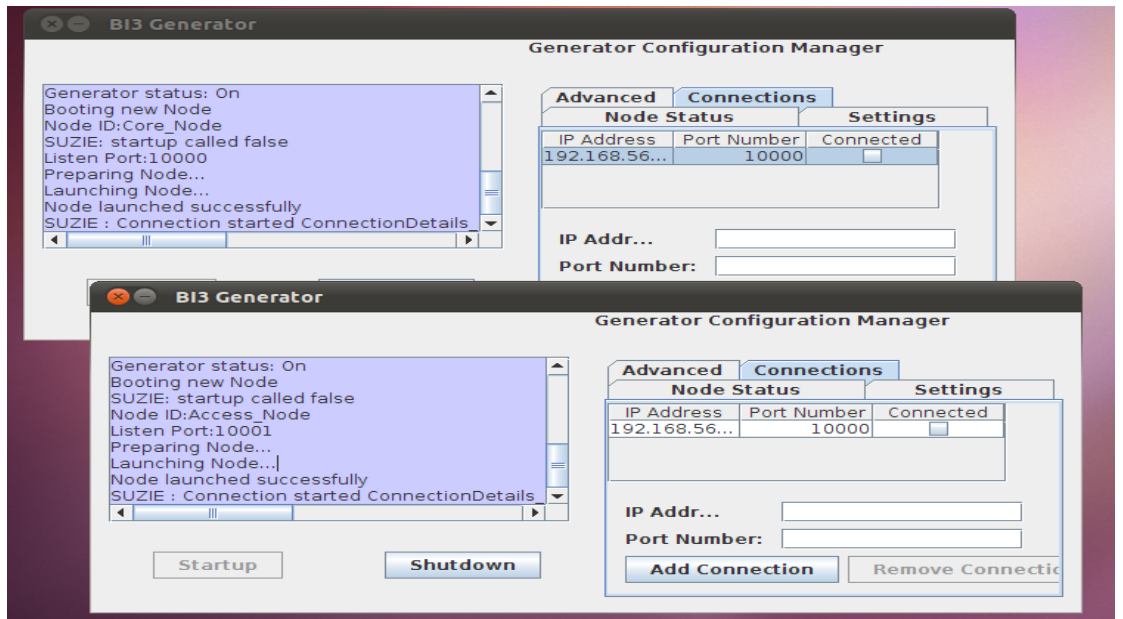 BI3 Generator
Generator Configuration Manager
Generator status: On
Booting new Node
Node ID:Core_Node
SUZIE: startup called false
Listen Port:10000
Preparing Node...
Launching Node...
Node launched successfully
SUZIE : Connection started ConnectionDetails_
Advanced Connections
Node Status Settings
IP Address Port Number Connected
192.168.56... 10000
IP Addr...
Port Number:
BI3 Generator
Generator Configuration Manager
Generator status: On
Booting new Node
SUZIE: startup called false
Node ID:Access_Node
Listen Port:10001
Preparing Node...
Launching Node...
Node launched successfully
SUZIE : Connection started ConnectionDetails_
Startup Shutdown
Advanced Connections
Node Status Settings
IP Address Port Number Connected
192.168.56... 10000
IP Addr...
Port Number:
Add Connection Remove Connectic